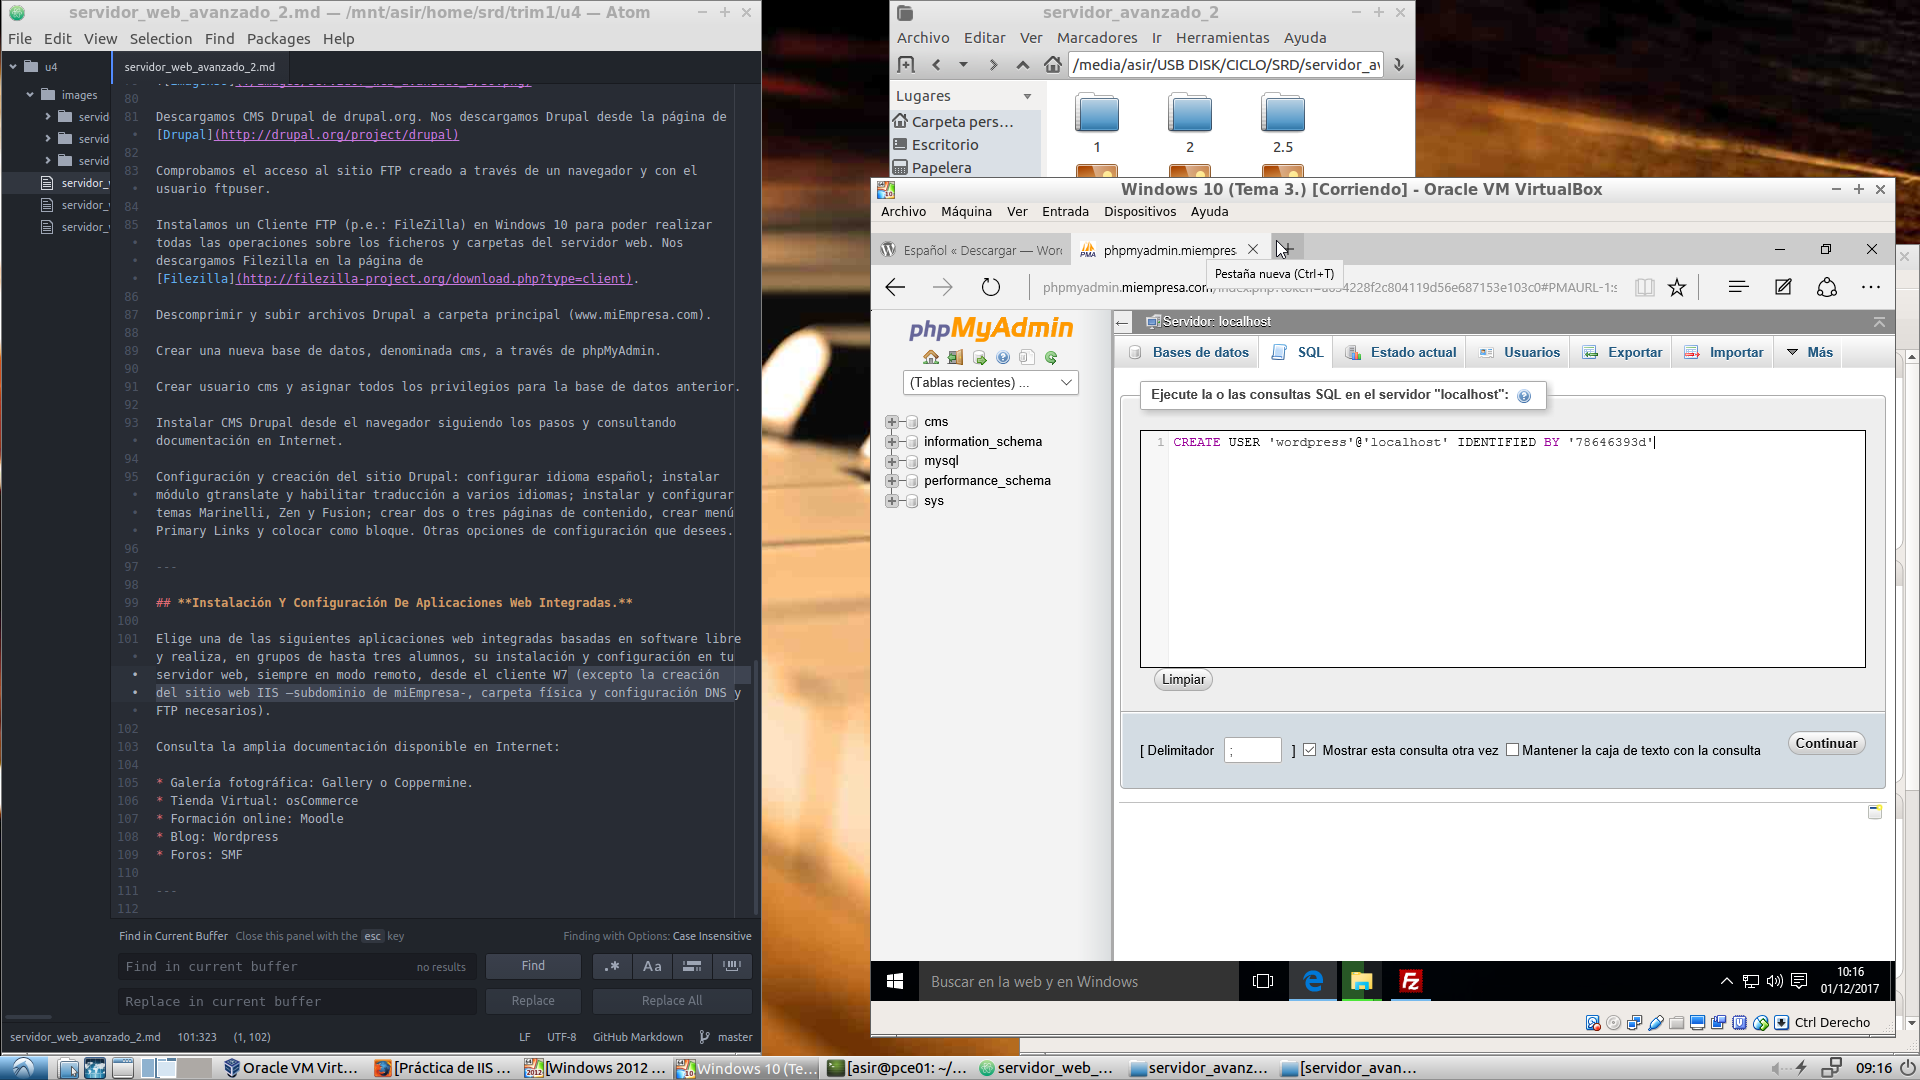 servidor_web_avanzado_2.md — /mnt/asir/home/srd/trim1/u4 — Atom
File Edit View Selection Find Packages Help
u4
images
servid
servid
servid
servidor_
servidor_
servidor_
servidor_web_avanzado_2.md
80
81 Descargamos CMS Drupal de drupal.org. Nos descargamos Drupal desde la página de
[Drupal](http://drupal.org/project/drupal)
82
83 Comprobamos el acceso al sitio FTP creado a través de un navegador y con el
usuario ftpuser.
84
85 Instalamos un Cliente FTP (p.e.: FileZilla) en Windows 10 para poder realizar
todas las operaciones sobre los ficheros y carpetas del servidor web. Nos
descargamos Filezilla en la página de
[Filezilla](http://filezilla-project.org/download.php?type=client).
86
87 Descomprimir y subir archivos Drupal a carpeta principal (www.miEmpresa.com).
88
89 Crear una nueva base de datos, denominada cms, a través de phpMyAdmin.
90
91 Crear usuario cms y asignar todos los privilegios para la base de datos anterior.
92
93 Instalar CMS Drupal desde el navegador siguiendo los pasos y consultando
documentación en Internet.
94
95 Configuración y creación del sitio Drupal: configurar idioma español; instalar
módulo gtranslate y habilitar traducción a varios idiomas; instalar y configurar
temas Marinelli, Zen y Fusion; crear dos o tres páginas de contenido, crear menú
Primary Links y colocar como bloque. Otras opciones de configuración que desees.
96
97 ---
98
99 ## **Instalación Y Configuración De Aplicaciones Web Integradas.**
100
101 Elige una de las siguientes aplicaciones web integradas basadas en software libre
y realiza, en grupos de hasta tres alumnos, su instalación y configuración en tu
servidor web, siempre en modo remoto, desde el cliente W7 (excepto la creación
del sitio web IIS –subdominio de miEmpresa-, carpeta física y configuración DNS y
FTP necesarios).
102
103 Consulta la amplia documentación disponible en Internet:
104
105 * Galería fotográfica: Gallery o Coppermine.
106 * Tienda Virtual: osCommerce
107 * Formación online: Moodle
108 * Blog: Wordpress
109 * Foros: SMF
110
111 ---
112
Find in Current Buffer Close this panel with the esc key
Finding with Options: Case Insensitive
Find in current buffer no results Find .* Aa
Replace in current buffer Replace Replace All
servidor_web_avanzado_2.md 101:323 (1, 102) LF UTF-8 GitHub Markdown master
servidor_avanzado_2
Archivo Editar Ver Marcadores Ir Herramientas Ayuda
/media/asir/USB DISK/CICLO/SRD/servidor_a
Lugares
Carpeta pers...
Escritorio
Papelera
1 2 2.5
Windows 10 (Tema 3.) [Corriendo] - Oracle VM VirtualBox
Archivo Máquina Ver Entrada Dispositivos Ayuda
Español « Descargar — Wor
phpmyadmin.miempres
Pestaña nueva (Ctrl+T)
phpmyadmin.miempresa.com
phpMyAdmin
(Tablas recientes) ...
cms
information_schema
mysql
performance_schema
sys
Servidor: localhost
Bases de datos SQL Estado actual Usuarios Exportar Importar Más
Ejecute la o las consultas SQL en el servidor "localhost":
1 CREATE USER 'wordpress'@'localhost' IDENTIFIED BY '78646393d'
Limpiar
[ Delimitador ; ] Mostrar esta consulta otra vez Mantener la caja de texto con la consulta Continuar
Buscar en la web y en Windows
10:16
01/12/2017
Ctrl Derecho
Oracle VM Virt... [Práctica de IIS ... [Windows 2012 ... Windows 10 (Te... [asir@pce01: ~/... servidor_web_... servidor_avanz... [servidor_avan... 09:16